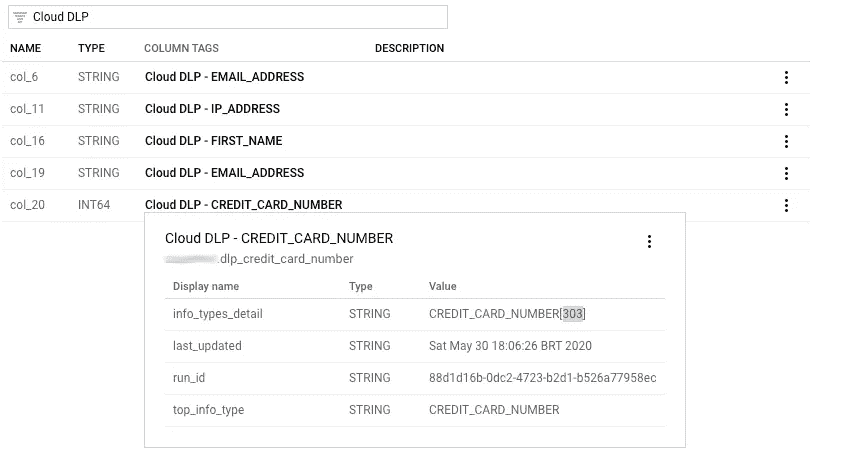 Cloud DLP
NAME TYPE COLUMN TAGS DESCRIPTION
col_6 STRING Cloud DLP - EMAIL_ADDRESS
col_11 STRING Cloud DLP - IP_ADDRESS
col_16 STRING Cloud DLP - FIRST_NAME
col_19 STRING Cloud DLP - EMAIL_ADDRESS
col_20 INT64 Cloud DLP - CREDIT_CARD_NUMBER
Cloud DLP - CREDIT_CARD_NUMBER
.dlp_credit_card_number
Display name Type Value
info_types_detail STRING CREDIT_CARD_NUMBER[303]
last_updated STRING Sat May 30 18:06:26 BRT 2020
run_id STRING 88d1d16b-0dc2-4723-b2d1-b526a77958ec
top_info_type STRING CREDIT_CARD_NUMBER